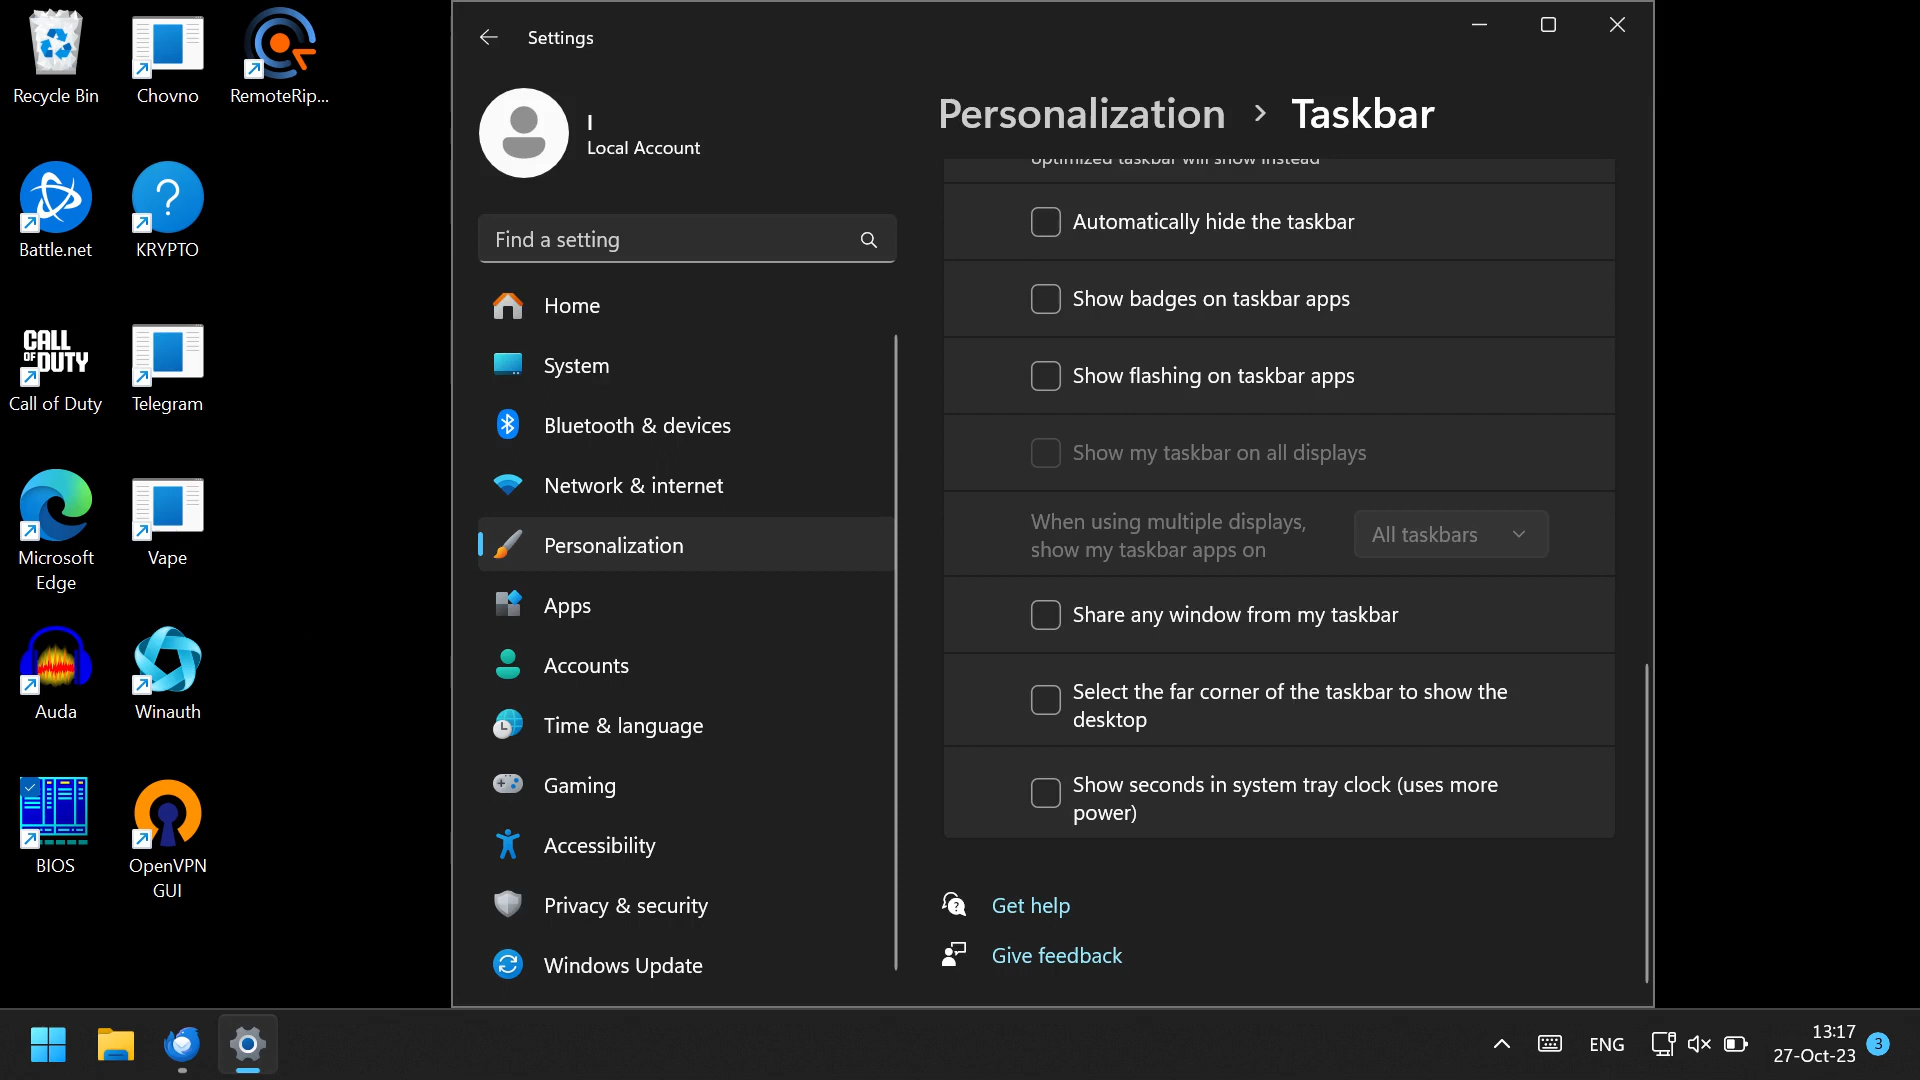 Recycle Bin
Chovno
RemoteRip...
Battle.net
KRYPTO
CALL
OF DUTY
Call of Duty
Telegram
Microsoft
Edge
Vape
Auda
Winauth
BIOS
OpenVPN
GUI
Settings
I
Local Account
Find a setting
Home
System
Bluetooth & devices
Network & internet
Personalization
Apps
Accounts
Time & language
Gaming
Accessibility
Privacy & security
Windows Update
Personalization > Taskbar
optimized taskbar will show instead
Automatically hide the taskbar
Show badges on taskbar apps
Show flashing on taskbar apps
Show my taskbar on all displays
When using multiple displays,
show my taskbar apps on
All taskbars
Share any window from my taskbar
Select the far corner of the taskbar to show the
desktop
Show seconds in system tray clock (uses more
power)
Get help
Give feedback
ENG
13:17
27-Oct-23
3